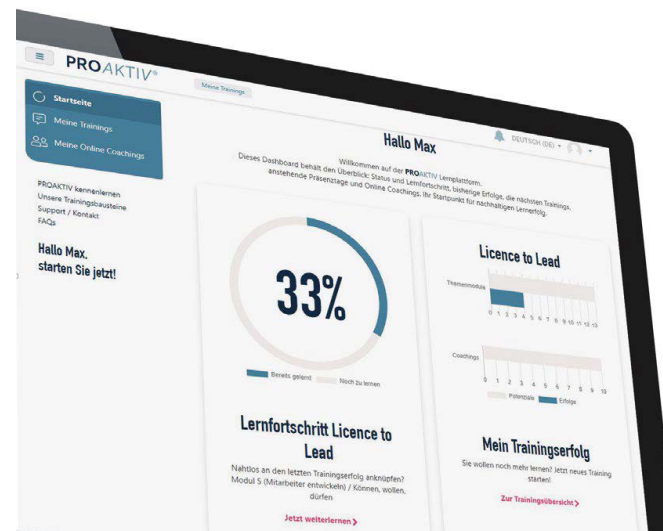 PROAKTIV®
Meine Trainings
DEUTSCH (DE)
Startseite
Meine Trainings
Meine Online Coachings
PROAKTIV kennenlernen
Unsere Trainingsbausteine
Support / Kontakt
FAQs
Hallo Max,
starten Sie jetzt!
Hallo Max
Willkommen auf der PROAKTIV Lernplattform.
Dieses Dashboard behält den Überblick: Status und Lernfortschritt, bisherige Erfolge, die nächsten Trainings,
anstehende Präsenztage und Online Coachings. Ihr Startpunkt für nachhaltigen Lernerfolg.
33%
Bereits gelernt
Noch zu lernen
Lernfortschritt Licence to
Lead
Nahtlos an den letzten Trainingserfolg anknüpfen?
Modul 5 (Mitarbeiter entwickeln) / Können, wollen,
dürfen
Jetzt weiterlernen
Licence to Lead
Themenmodule
0 1 2 3 4 5 6 7 8 9 10 11 12 13
Coachings
0 1 2 3 4 5 6 7 8 9 10
Potenziale
Erfolge
Mein Trainingserfolg
Sie wollen noch mehr lernen? Jetzt neues Training
starten!
Zur Trainingsübersicht